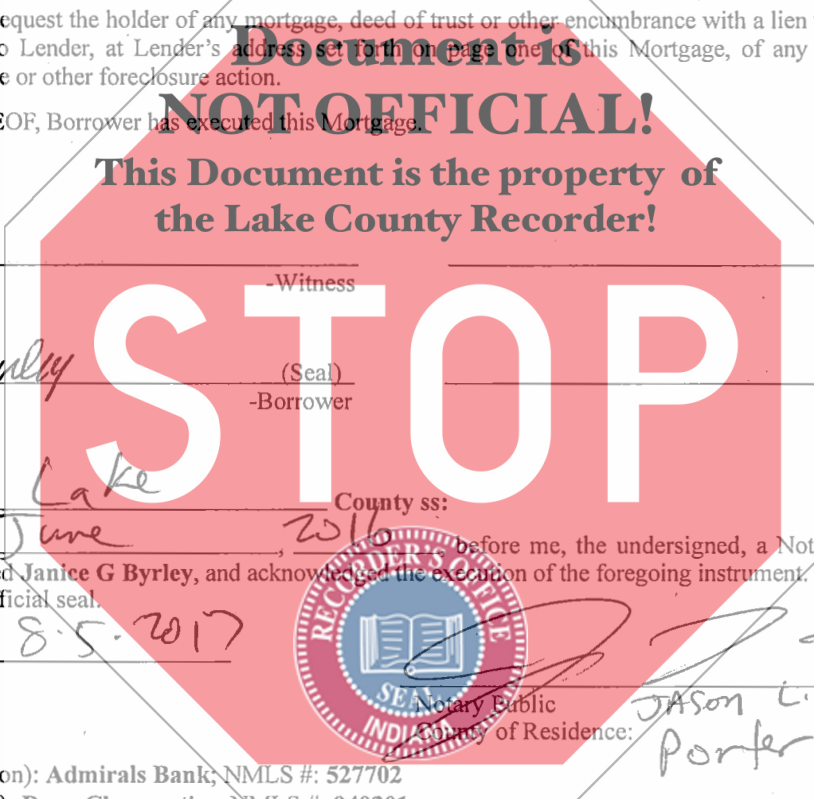 equest the holder of any mortgage, deed of trust or other encumbrance with a lien
o Lender, at Lender's address set forth on page one of this Mortgage, of any
e or other foreclosure action.
EOF, Borrower has executed this Mortgage.
Document is
NOT OFFICIAL!
This Document is the property of
the Lake County Recorder!
-Witness
STOP
(Seal)
-Borrower
Lake County ss:
June, 2016, before me, the undersigned, a Not
d Janice G Byrley, and acknowledged the execution of the foregoing instrument.
ficial seal.
8.5.2017
RECORDER'S OFFICE
SEAL
INDIANA
Notary Public JASON L.
County of Residence: Porter
on): Admirals Bank; NMLS #: 527702
NMLS #: